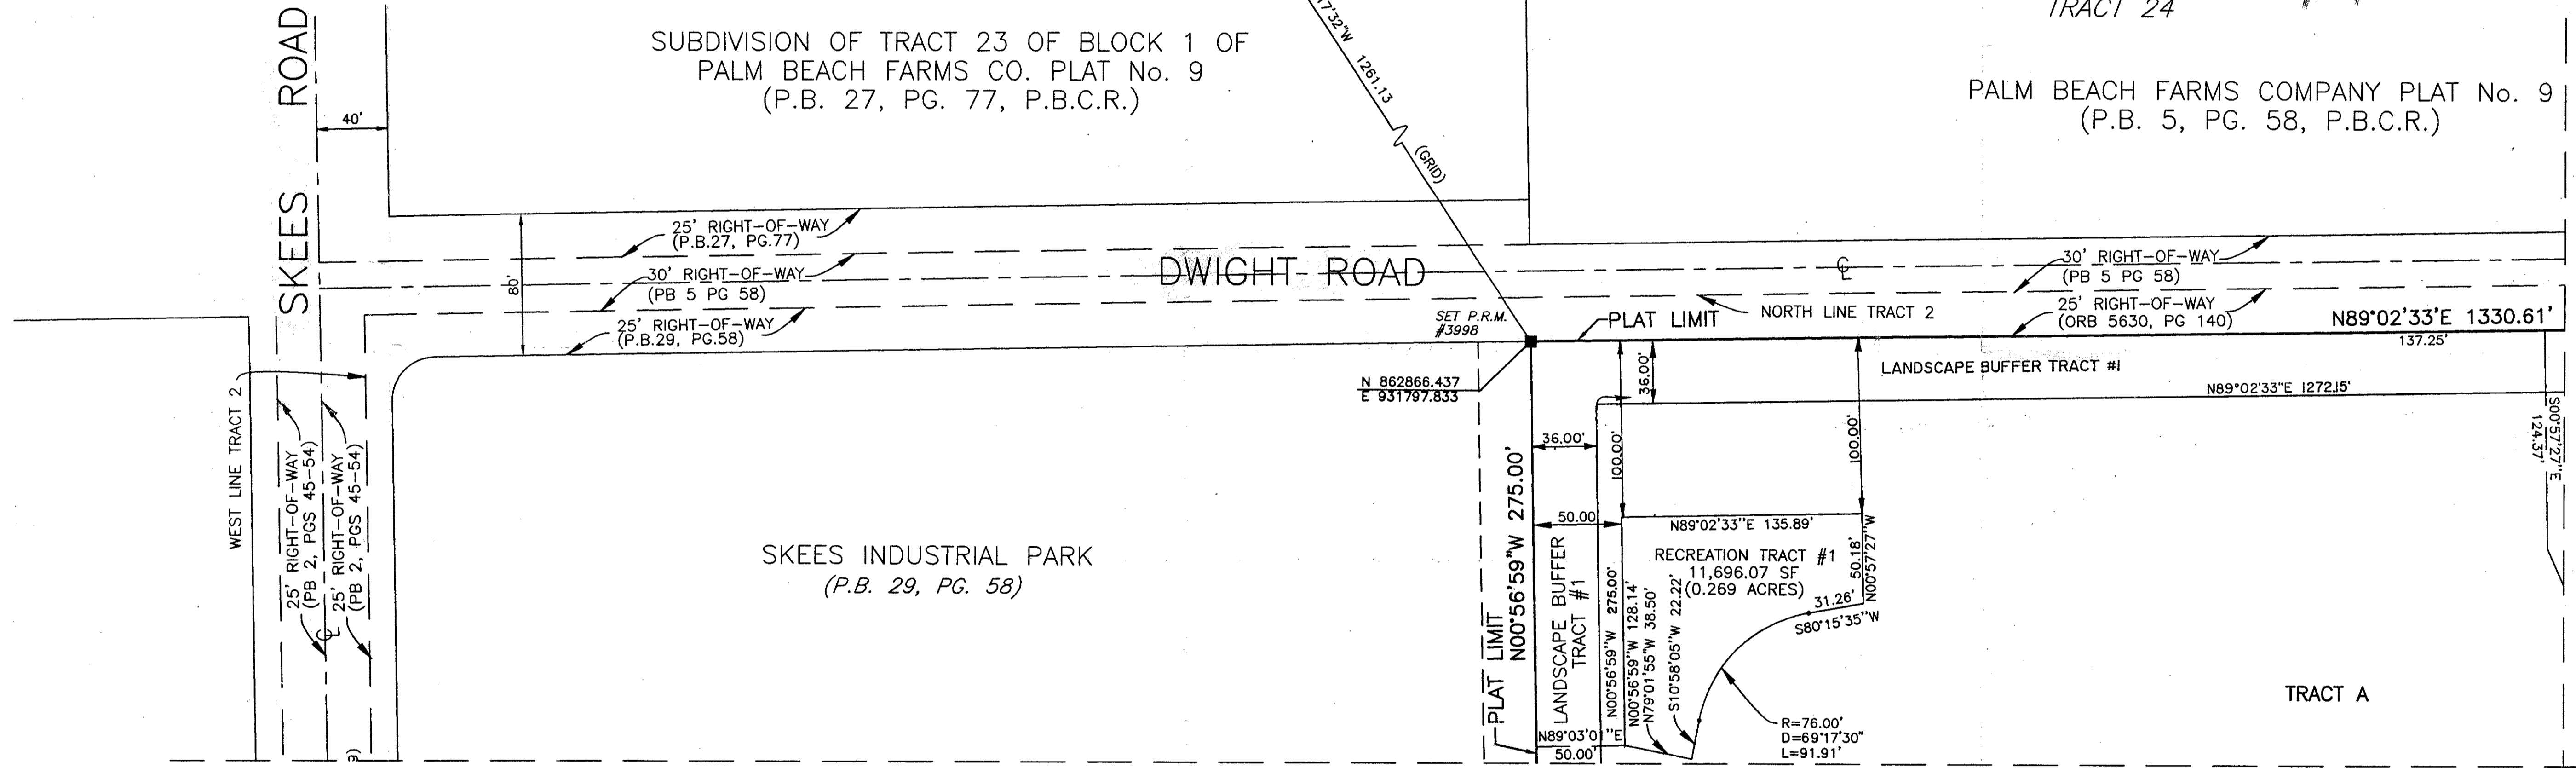 TRACT 24
SUBDIVISION OF TRACT 23 OF BLOCK 1 OF
PALM BEACH FARMS CO. PLAT No. 9
(P.B. 27, PG. 77, P.B.C.R.)
17'32"W 1261.13
(GRID)
PALM BEACH FARMS COMPANY PLAT No. 9
(P.B. 5, PG. 58, P.B.C.R.)
SKEES ROAD
40'
80'
25' RIGHT-OF-WAY
(P.B.27, PG.77)
30' RIGHT-OF-WAY
(PB 5 PG 58)
25' RIGHT-OF-WAY
(P.B.29, PG.58)
DWIGHT ROAD
30' RIGHT-OF-WAY
(PB 5 PG 58)
NORTH LINE TRACT 2
25' RIGHT-OF-WAY
(ORB 5630, PG 140)
SET P.R.M.
#3998
PLAT LIMIT
N89°02'33'E 1330.61'
137.25'
LANDSCAPE BUFFER TRACT #1
N89°02'33"E 1272.15'
N 862866.437
E 931797.833
36.00'
36.00'
100.00'
100.00'
S00°57'27"E
124.37'
WEST LINE TRACT 2
25' RIGHT-OF-WAY
(PB 2, PGS 45-54)
25' RIGHT-OF-WAY
(PB 2, PGS 45-54)
SKEES INDUSTRIAL PARK
(P.B. 29, PG. 58)
PLAT LIMIT
N00°56'59"W 275.00'
50.00
LANDSCAPE BUFFER
TRACT #1
N00°56'59"W 275.00'
N00°56'59"W 128.14'
N79°01'55"W 38.50'
S10°58'05"W 22.22'
N89°02'33"E 135.89'
RECREATION TRACT #1
11,696.07 SF
(0.269 ACRES)
50.18'
N00°57'27"W
31.26'
S80°15'35"W
R=76.00'
D=69°17'30"
L=91.91'
N89°03'01"E
50.00'
TRACT A